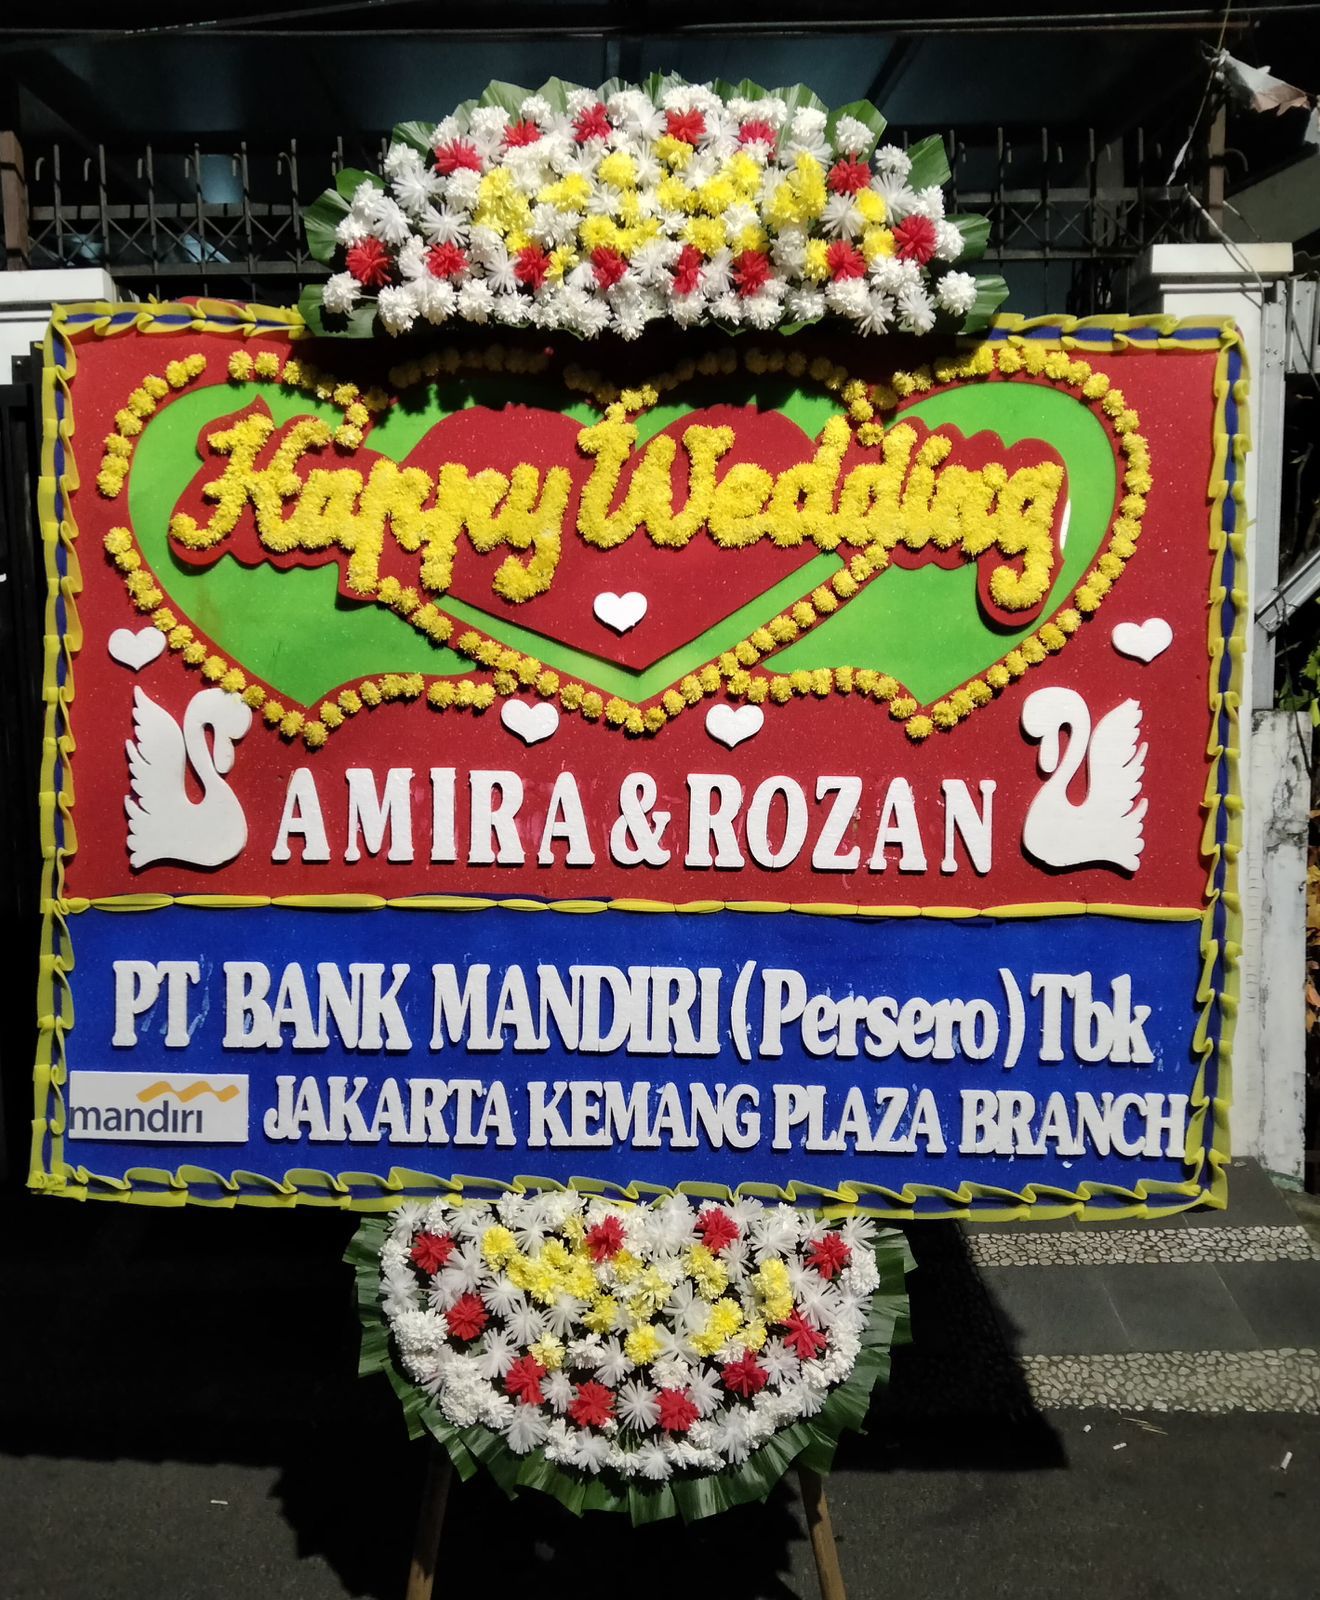 Happy Wedding
AMIRA & ROZAN
PT BANK MANDIRI (Persero) Tbk
mandiri
JAKARTA KEMANG PLAZA BRANCH